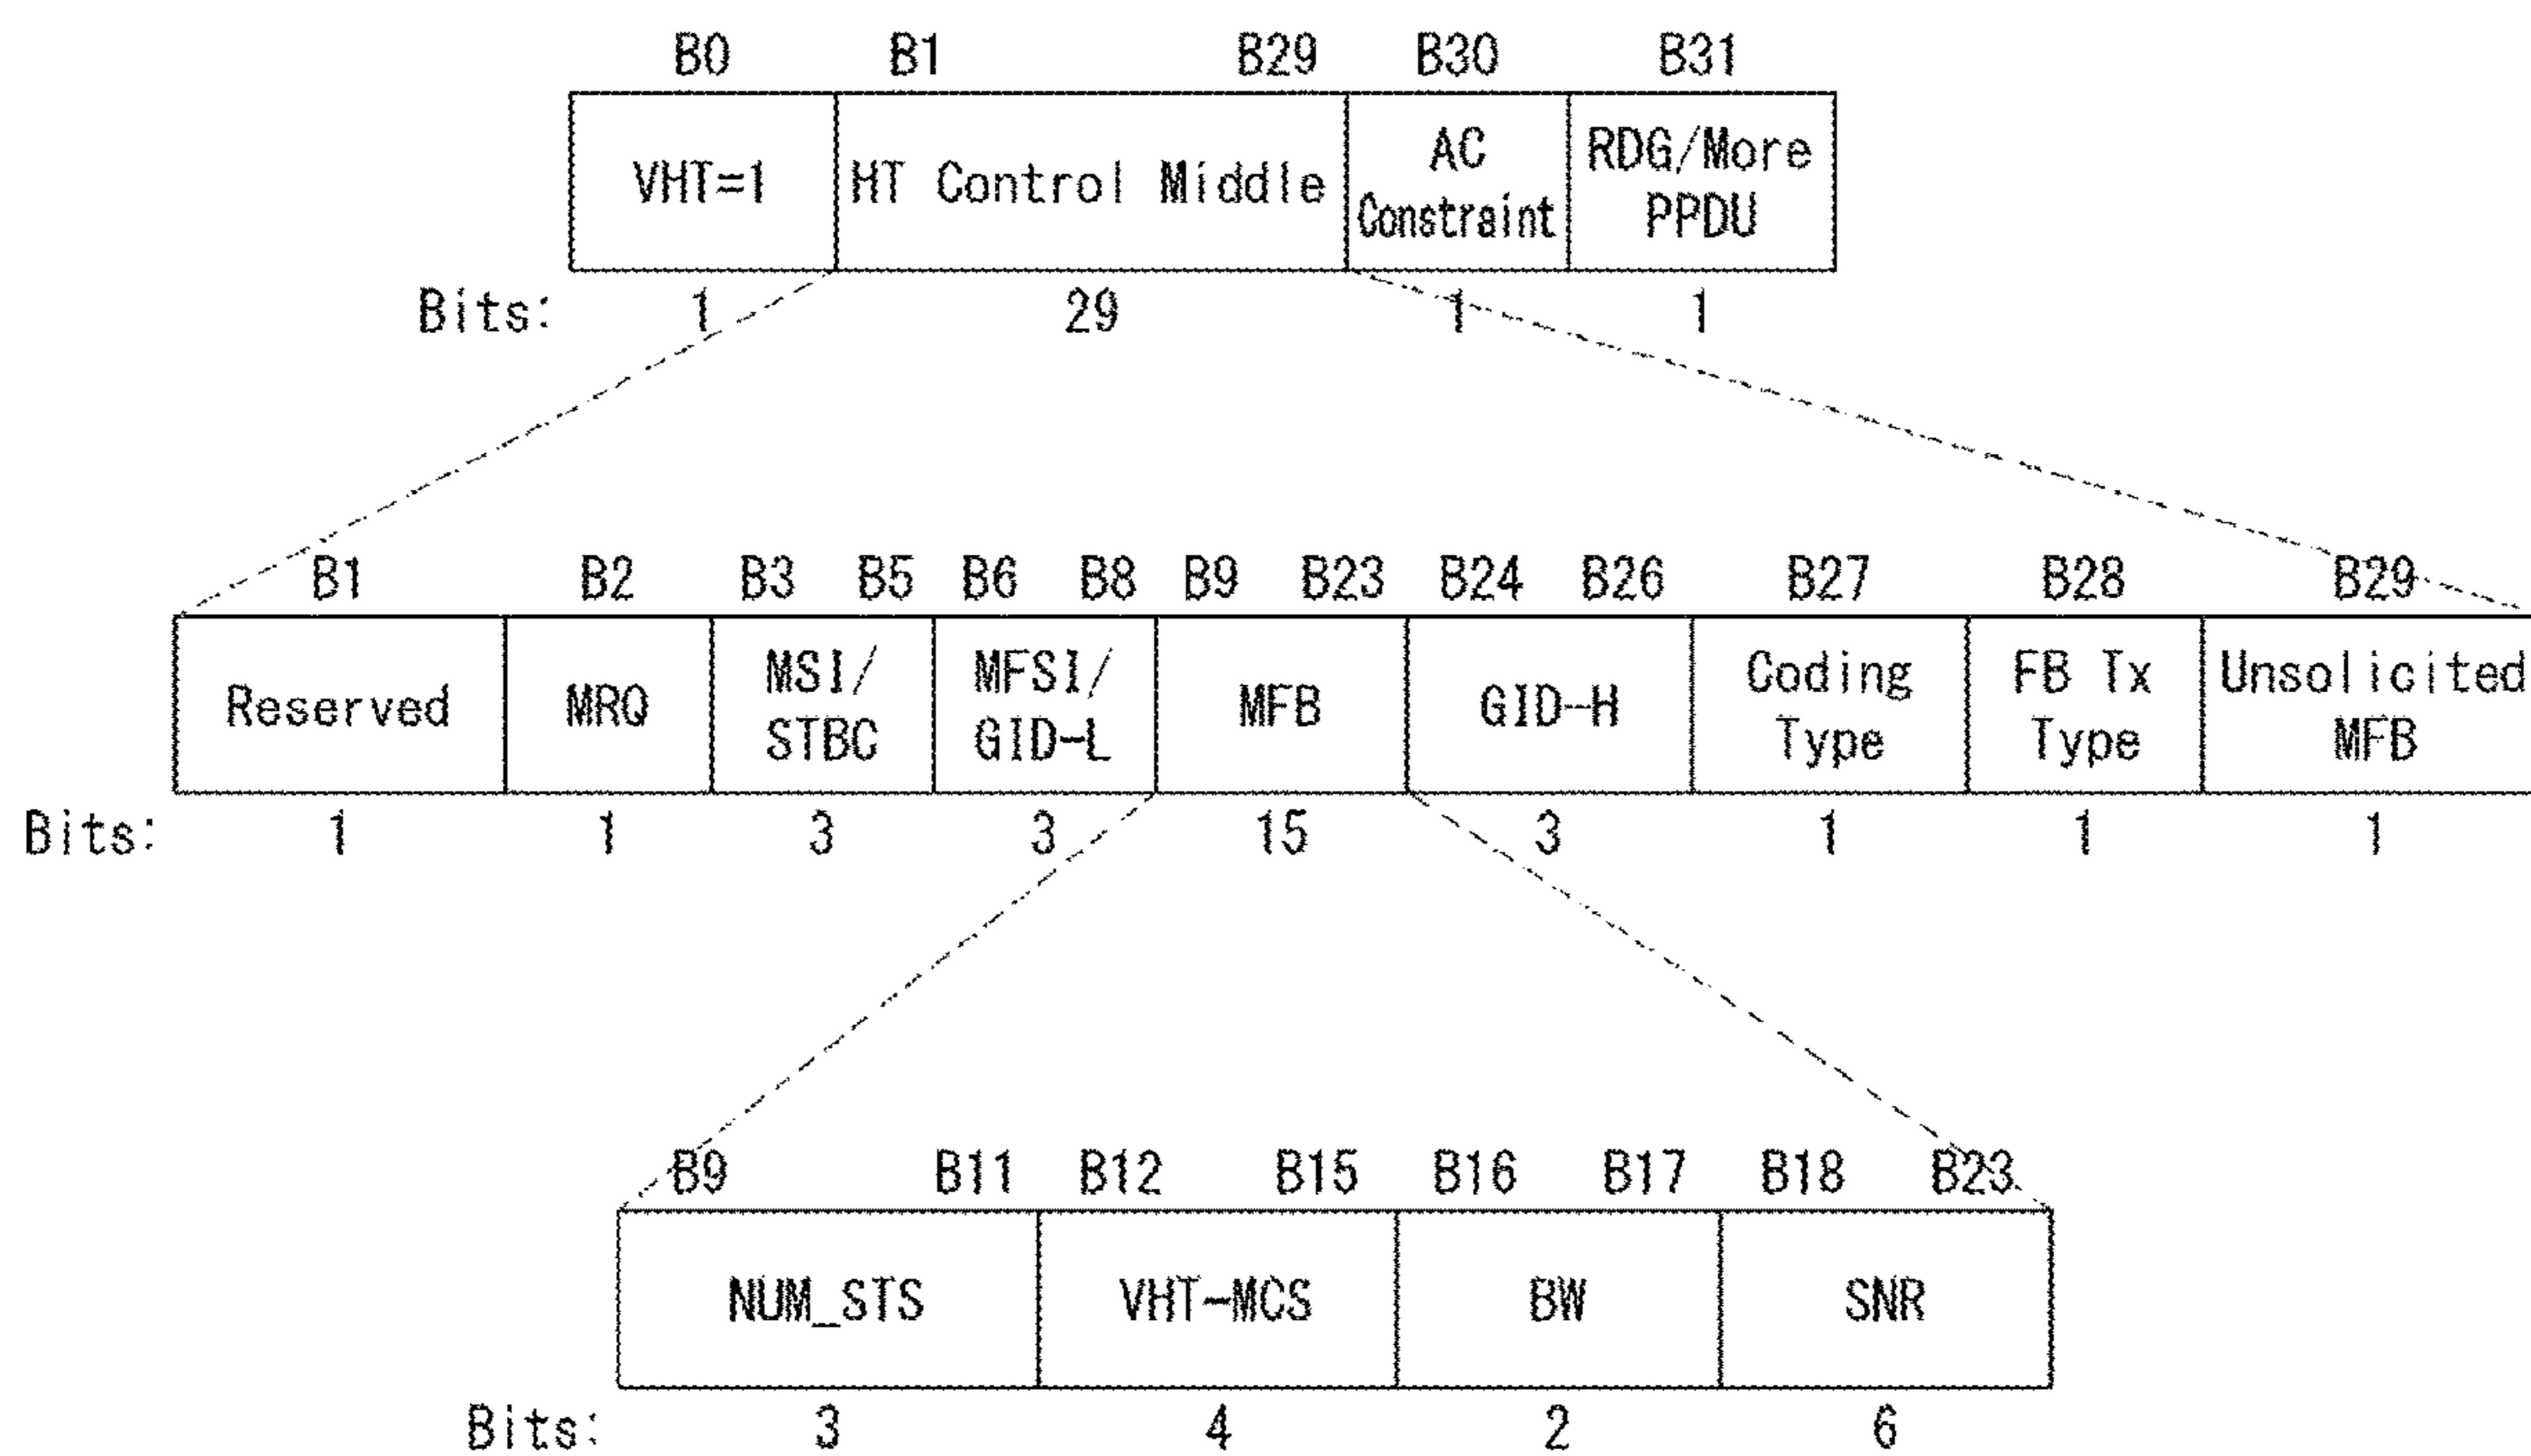 B0 B1 B29 B30 B31
VHT=1 HT Control Middle AC Constraint RDG/More PPDU
Bits: 1 29 1 1
B1 B2 B3 B5 B6 B8 B9 B23 B24 B26 B27 B28 B29
Reserved MRQ MSI/ STBC MFSI/ GID-L MFB GID-H Coding Type FB Tx Type Unsolicited MFB
Bits: 1 1 3 3 15 3 1 1 1
B9 B11 B12 B15 B16 B17 B18 B23
NUM_STS VHT-MCS BW SNR
Bits: 3 4 2 6